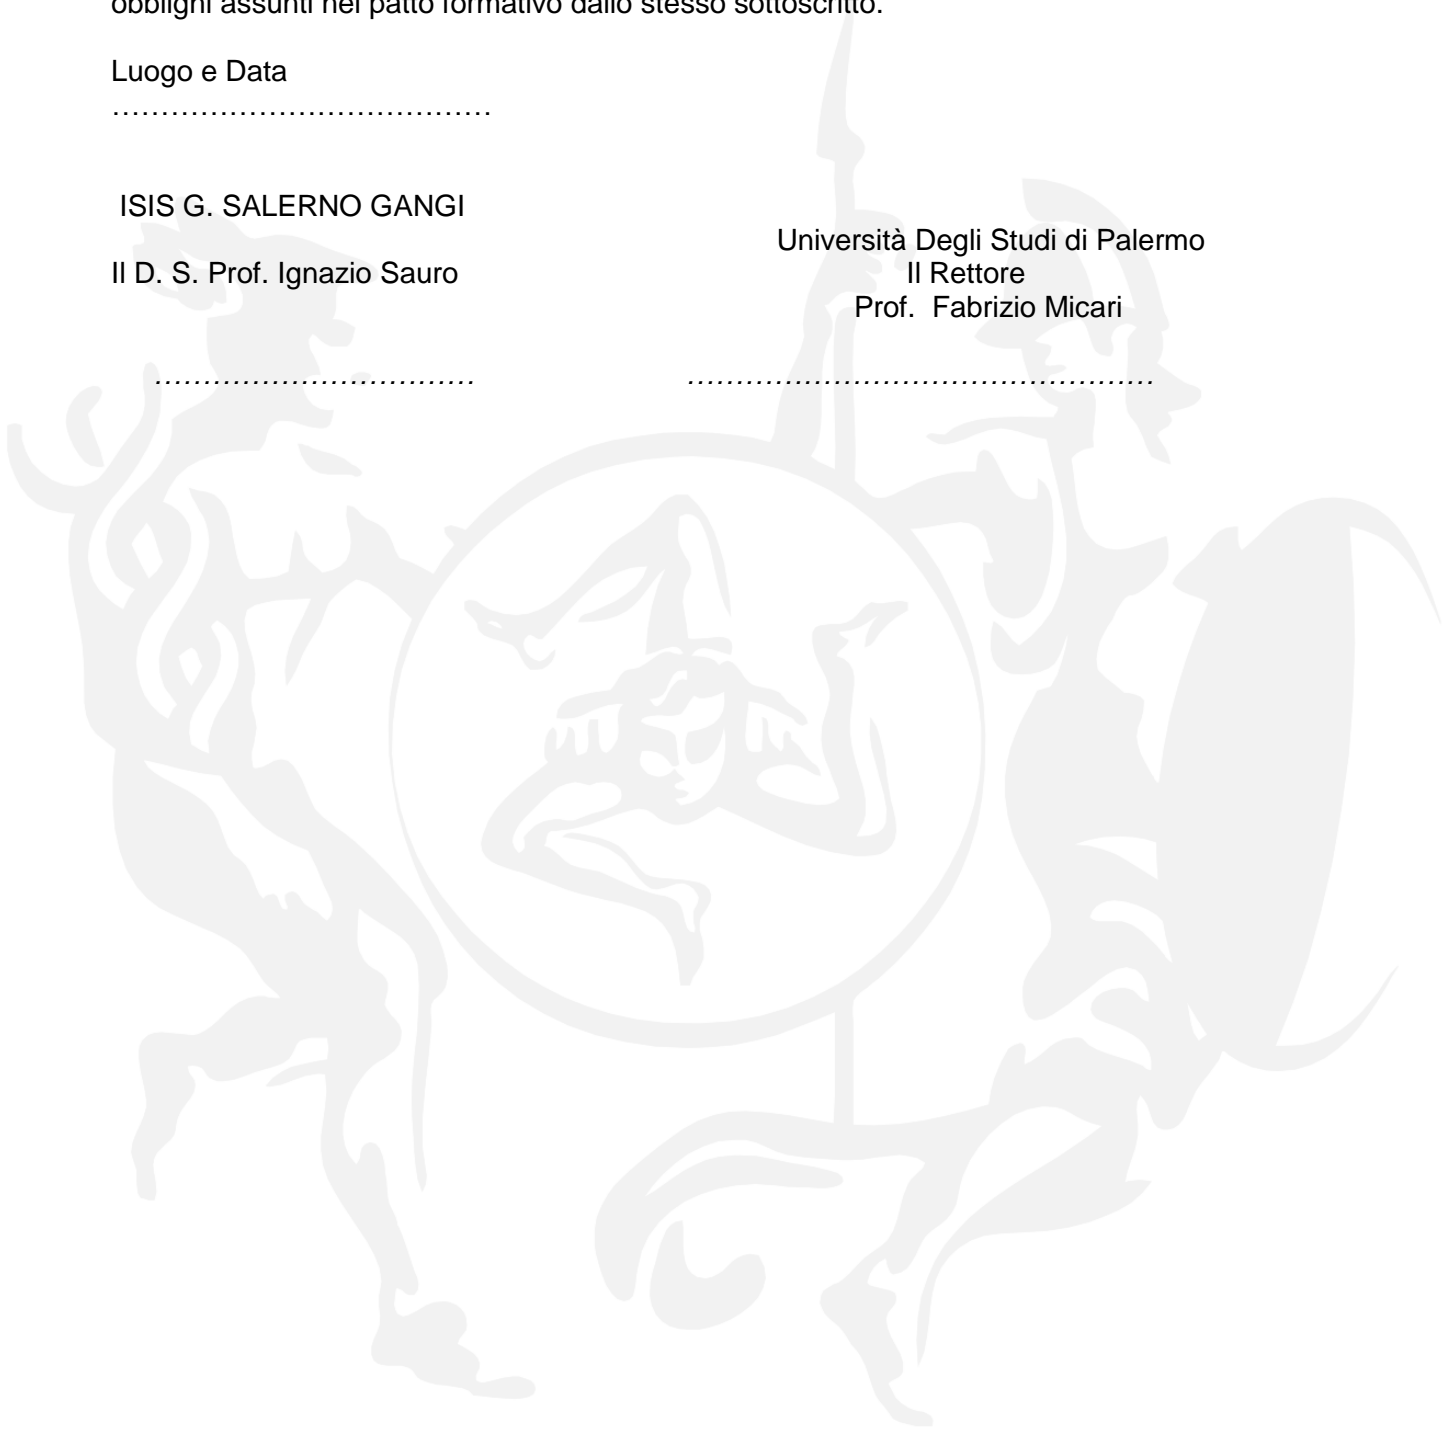 obblighi assunti nel patto formativo dallo stesso sottoscritto.
Luogo e Data
…………………………………
ISIS G. SALERNO GANGI
Il D. S. Prof. Ignazio Sauro
……………………………
Università Degli Studi di Palermo
Il Rettore
Prof. Fabrizio Micari
…………………………………………